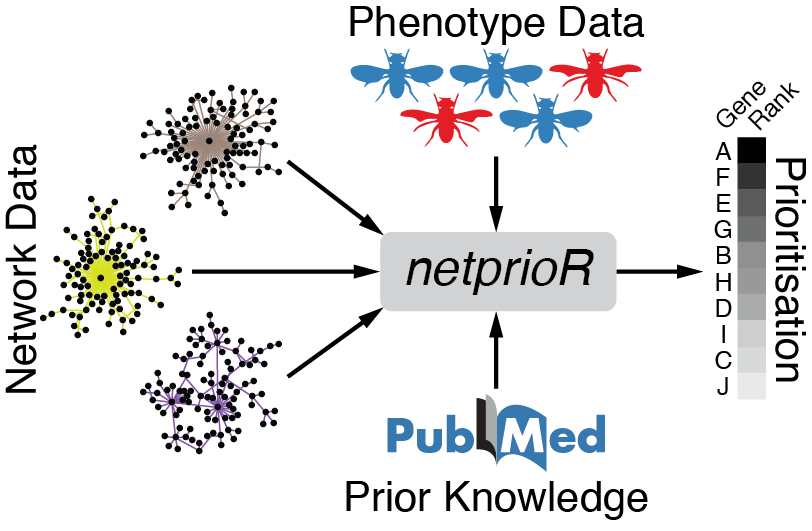 Phenotype Data
Network Data
netprioR
PubMed
Prior Knowledge
Gene
Rank
A
F
E
G
B
H
D
I
C
J
Prioritisation